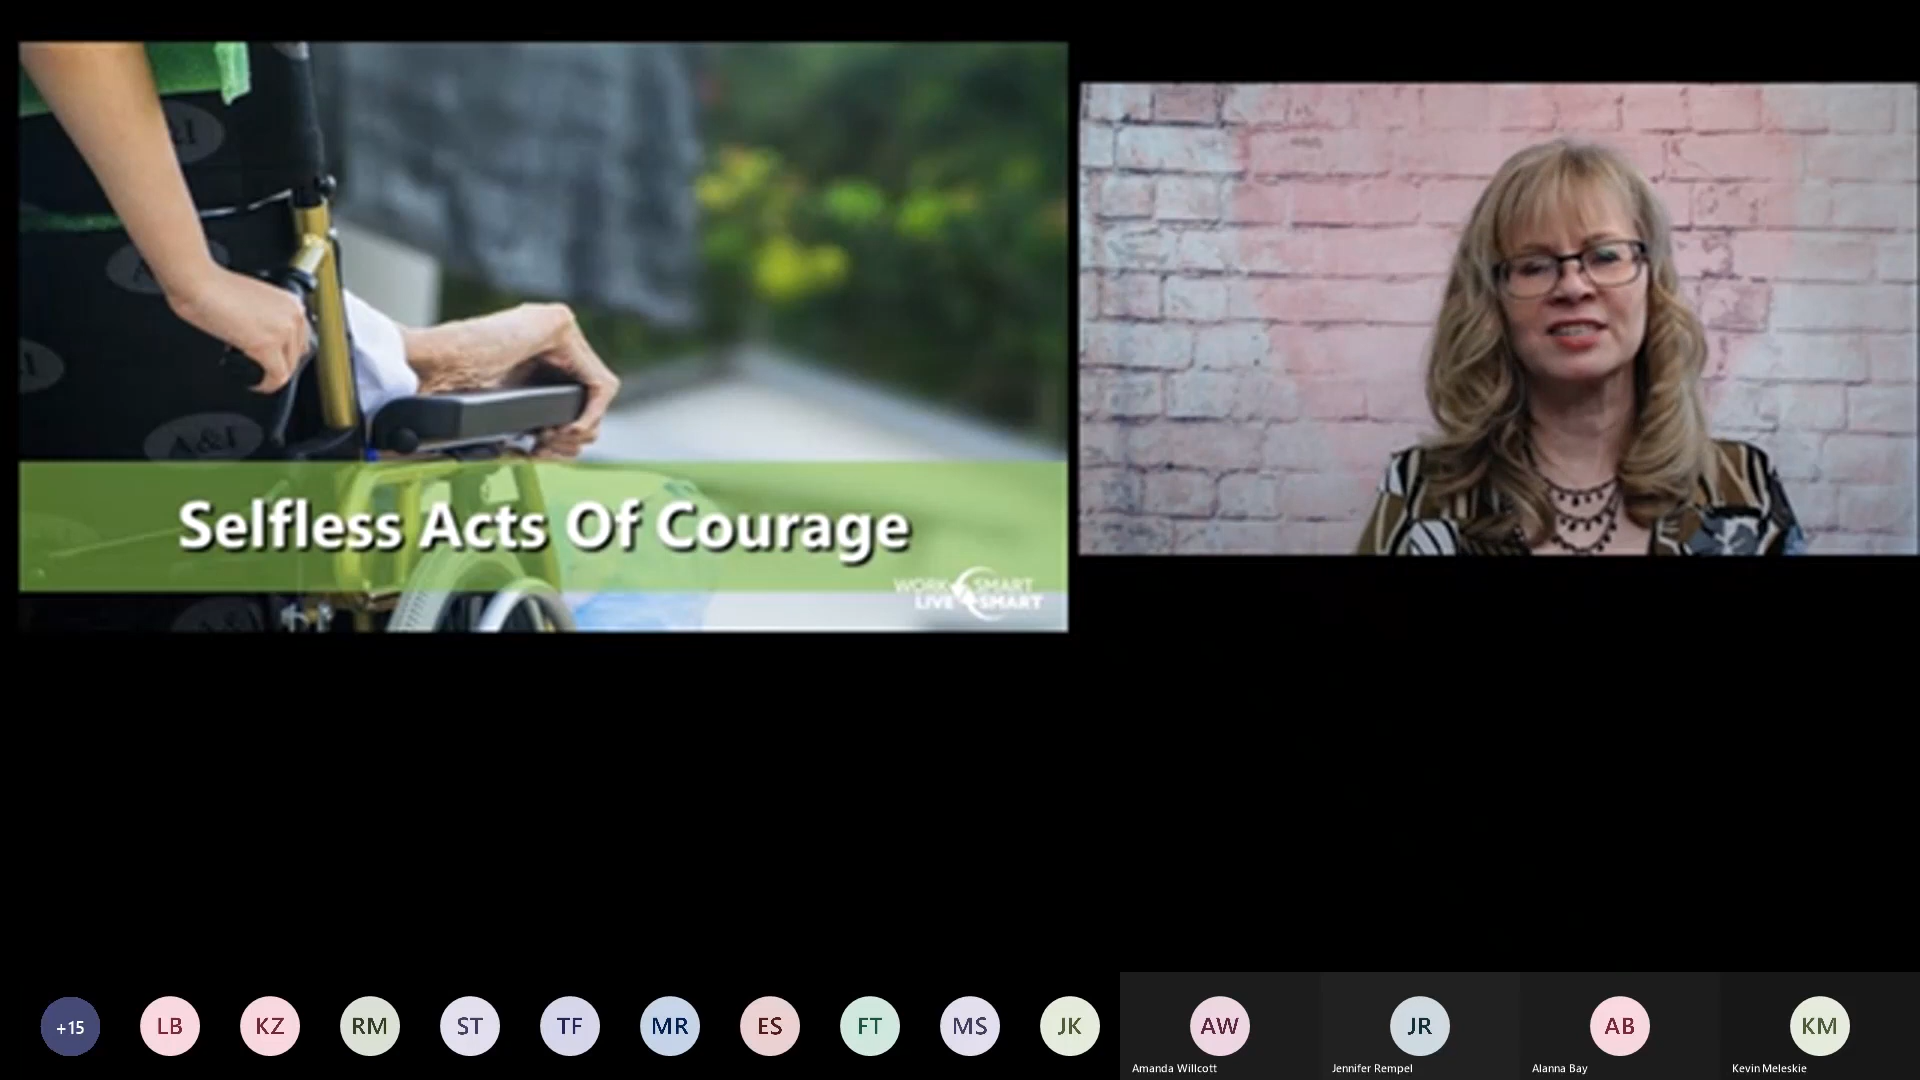 A&I
Selfless Acts Of Courage
WORK SMART
LIVE SMART
+15
LB
KZ
RM
ST
TF
MR
ES
FT
MS
JK
AW
JR
AB
KM
Amanda Willcott
Jennifer Rempel
Alanna Bay
Kevin Meleskie